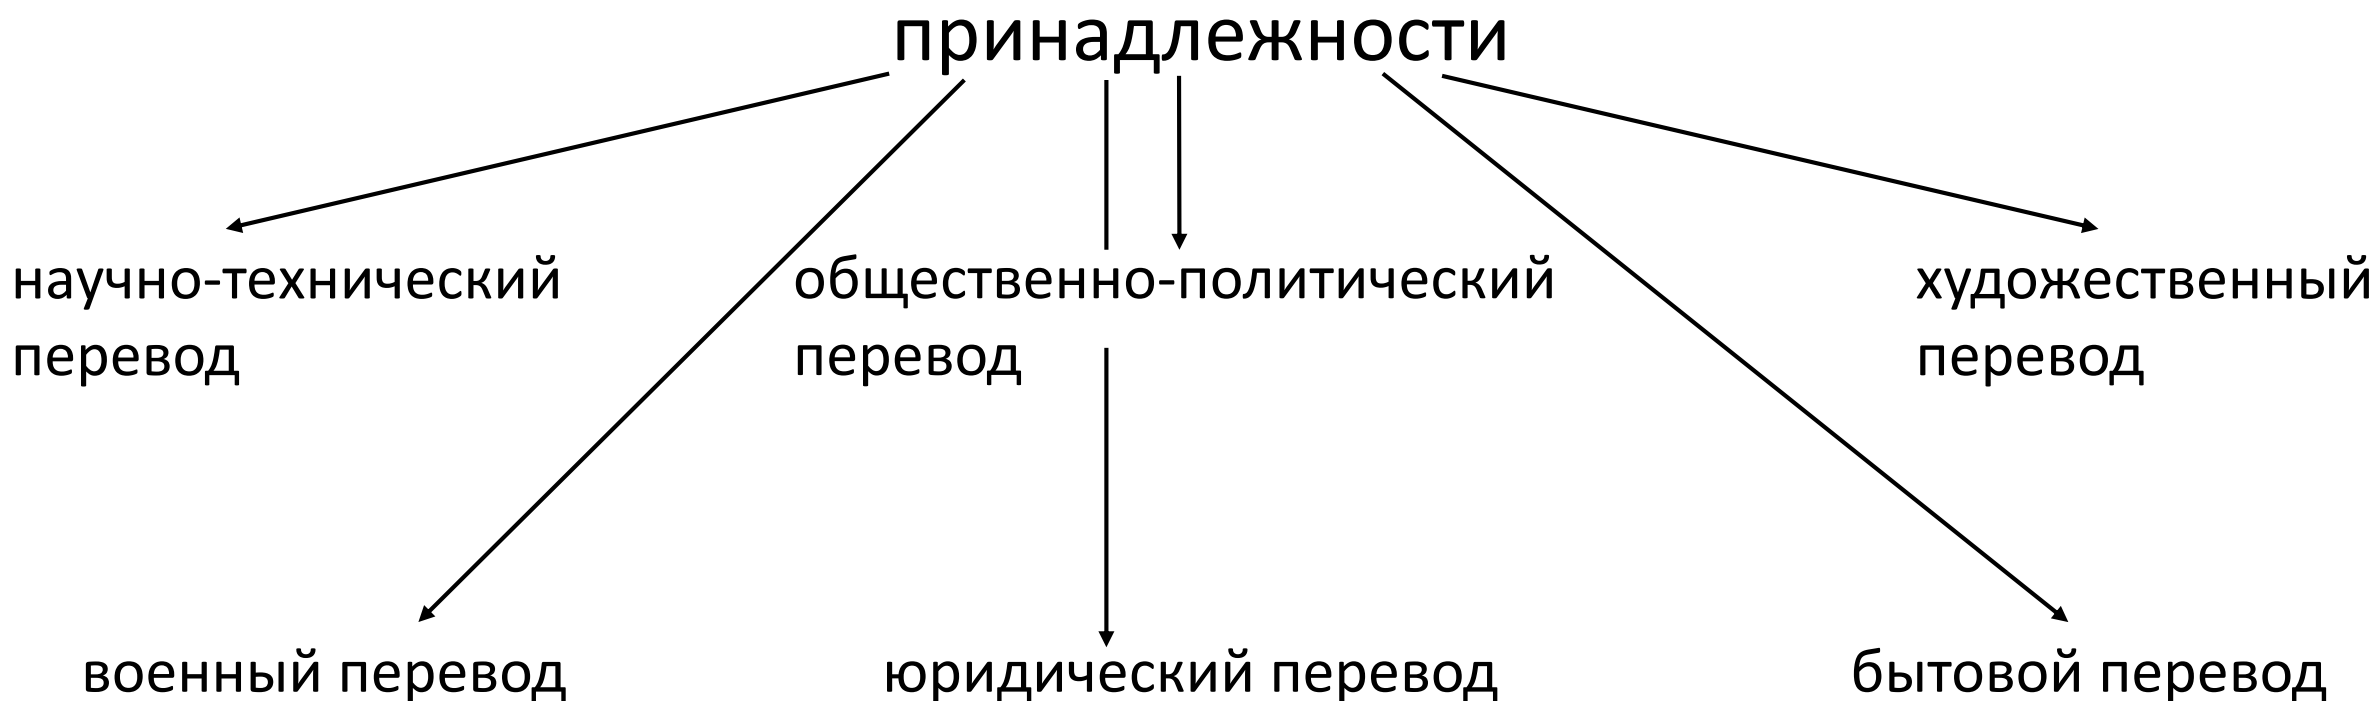 принадлежности
научно-технический
перевод
общественно-политический
перевод
художественный
перевод
военный перевод
юридический перевод
бытовой перевод